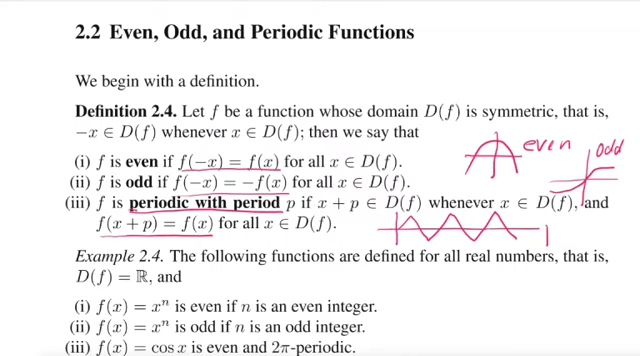 2.2 Even, Odd, and Periodic Functions
We begin with a definition.
Definition 2.4. Let f be a function whose domain D(f) is symmetric, that is,
−x ∈ D(f) whenever x ∈ D(f); then we say that
(i) f is even if f(−x) = f(x) for all x ∈ D(f).
even
odd
(ii) f is odd if f(−x) = −f(x) for all x ∈ D(f).
(iii) f is periodic with period p if x + p ∈ D(f) whenever x ∈ D(f), and
f(x + p) = f(x) for all x ∈ D(f).
Example 2.4. The following functions are defined for all real numbers, that is,
D(f) = ℝ, and
(i) f(x) = xⁿ is even if n is an even integer.
(ii) f(x) = xⁿ is odd if n is an odd integer.
(iii) f(x) = cos x is even and 2π-periodic.